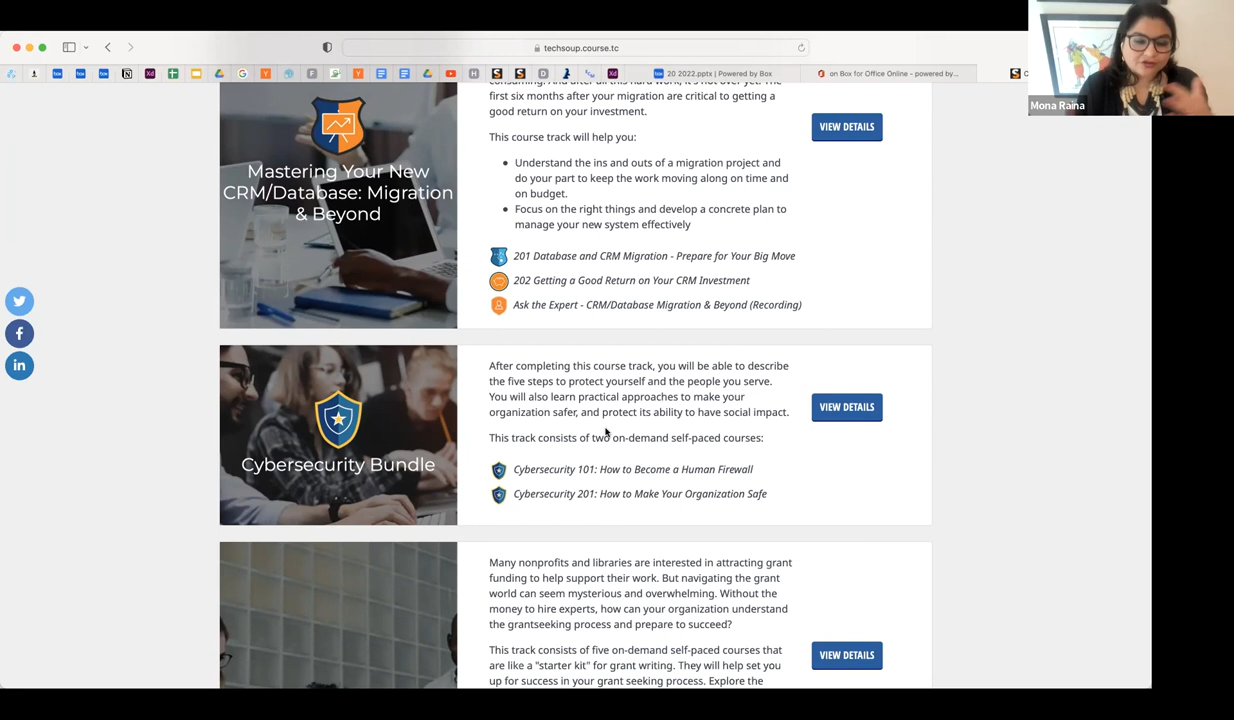 techsoup.course.tc
20 2022.pptx | Powered by Box
on Box for Office Online - powered by...
Mona Raina
first six months after your migration are critical to getting a
good return on your investment.
VIEW DETAILS
This course track will help you:
Mastering Your New
CRM/Database: Migration
& Beyond
• Understand the ins and outs of a migration project and
do your part to keep the work moving along on time and
on budget.
• Focus on the right things and develop a concrete plan to
manage your new system effectively
201 Database and CRM Migration - Prepare for Your Big Move
202 Getting a Good Return on Your CRM Investment
Ask the Expert - CRM/Database Migration & Beyond (Recording)
After completing this course track, you will be able to describe
the five steps to protect yourself and the people you serve.
You will also learn practical approaches to make your
organization safer, and protect its ability to have social impact.
VIEW DETAILS
This track consists of two on-demand self-paced courses:
Cybersecurity Bundle
Cybersecurity 101: How to Become a Human Firewall
Cybersecurity 201: How to Make Your Organization Safe
Many nonprofits and libraries are interested in attracting grant
funding to help support their work. But navigating the grant
world can seem mysterious and overwhelming. Without the
money to hire experts, how can your organization understand
the grantseeking process and prepare to succeed?
This track consists of five on-demand self-paced courses that
are like a "starter kit" for grant writing. They will help set you
up for success in your grant seeking process. Explore the
VIEW DETAILS